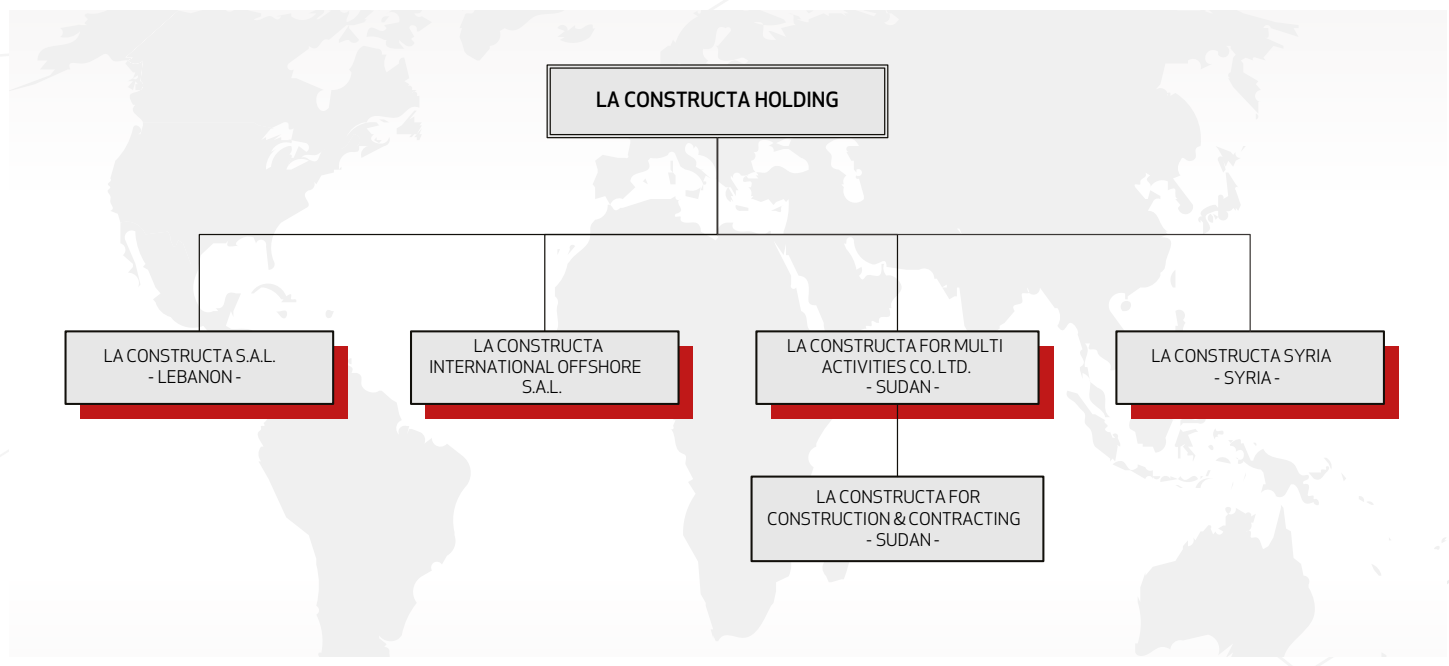 LA CONSTRUCTA HOLDING
LA CONSTRUCTA S.A.L.
- LEBANON -
LA CONSTRUCTA
INTERNATIONAL OFFSHORE
S.A.L.
LA CONSTRUCTA FOR MULTI
ACTIVITIES CO. LTD.
- SUDAN -
LA CONSTRUCTA SYRIA
- SYRIA -
LA CONSTRUCTA FOR
CONSTRUCTION & CONTRACTING
- SUDAN -